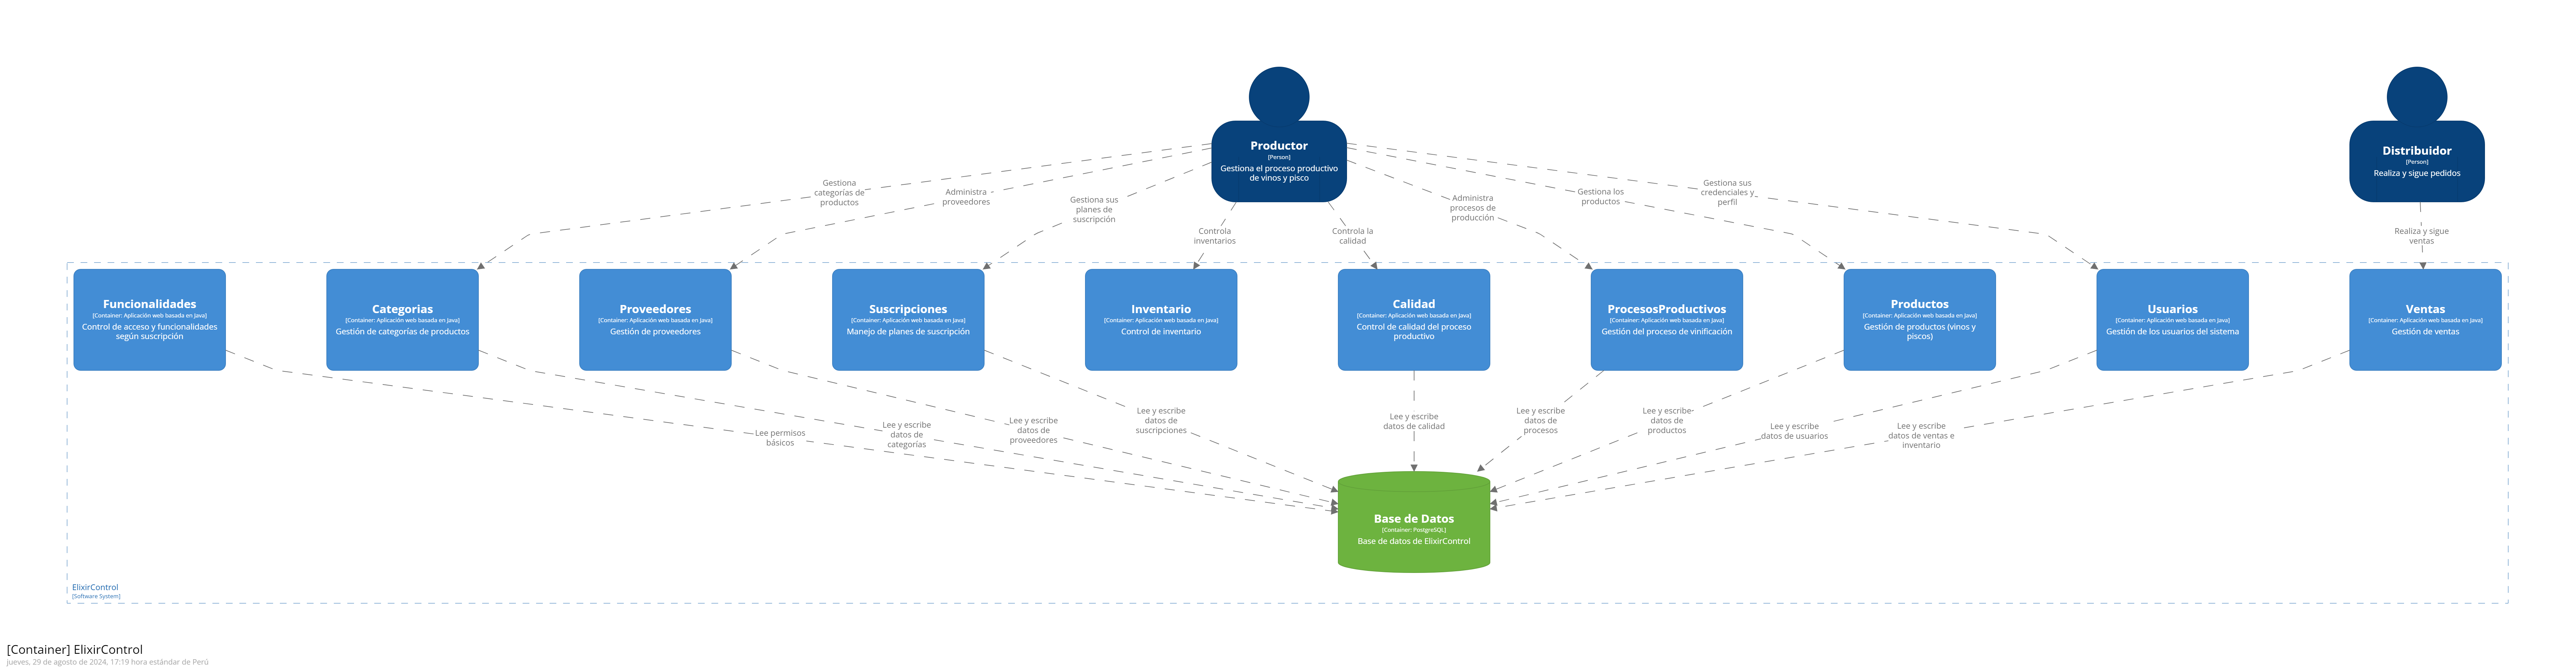 Productor
[Person]
Gestiona el proceso productivo
de vinos y pisco
Distribuidor
[Person]
Realiza y sigue pedidos
Gestiona
categorías de
productos
Administra
proveedores
Gestiona sus
planes de
suscripción
Controla
inventarios
Controla la
calidad
Administra
procesos de
producción
Gestiona los
productos
Gestiona sus
credenciales y
perfil
Realiza y sigue
ventas
Funcionalidades
[Container: Aplicación web basada en Java]
Control de acceso y funcionalidades
según suscripción
Categorias
[Container: Aplicación web basada en Java]
Gestión de categorías de productos
Proveedores
[Container: Aplicación web basada en Java]
Gestión de proveedores
Suscripciones
[Container: Aplicación web basada en Java]
Manejo de planes de suscripción
Inventario
[Container: Aplicación web basada en Java]
Control de inventario
Calidad
[Container: Aplicación web basada en Java]
Control de calidad del proceso
productivo
ProcesosProductivos
[Container: Aplicación web basada en Java]
Gestión del proceso de vinificación
Productos
[Container: Aplicación web basada en Java]
Gestión de productos (vinos y
piscos)
Usuarios
[Container: Aplicación web basada en Java]
Gestión de los usuarios del sistema
Ventas
[Container: Aplicación web basada en Java]
Gestión de ventas
Lee permisos
básicos
Lee y escribe
datos de
categorías
Lee y escribe
datos de
proveedores
Lee y escribe
datos de
suscripciones
Lee y escribe
datos de calidad
Lee y escribe
datos de
procesos
Lee y escribe
datos de
productos
Lee y escribe
datos de usuarios
Lee y escribe
datos de ventas e
inventario
Base de Datos
[Container: PostgreSQL]
Base de datos de ElixirControl
ElixirControl
[Software System]
[Container] ElixirControl
jueves, 29 de agosto de 2024, 17:19 hora estándar de Perú